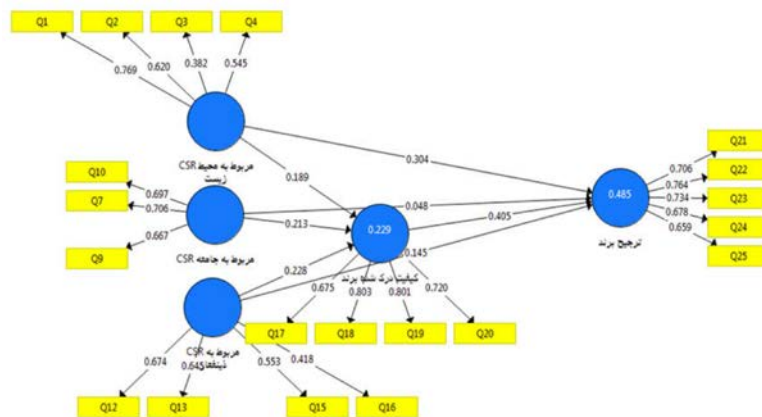 Q1 Q2 Q3 Q4
0.769 0.620 0.382 0.545
مربوط به محیط CSR
زیست
0.304
0.189
Q10
Q7
Q9
0.697
0.706
0.667
مربوط به جامعه CSR
0.048
0.213
0.229
0.405
0.145
0.228
کیفیت درک شده برند
0.675 0.803 0.801 0.720
Q17 Q18 Q19 Q20
مربوط به CSR
ذینفعان
0.674 0.645 0.553 0.418
Q12 Q13 Q15 Q16
0.485
ترجیح برند
0.706
0.764
0.734
0.678
0.659
Q21
Q22
Q23
Q24
Q25